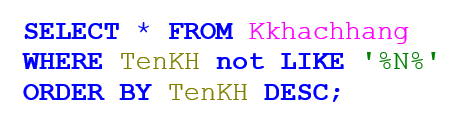 SELECT * FROM Kkhachhang
WHERE TenKH not LIKE '%N%'
ORDER BY TenKH DESC;